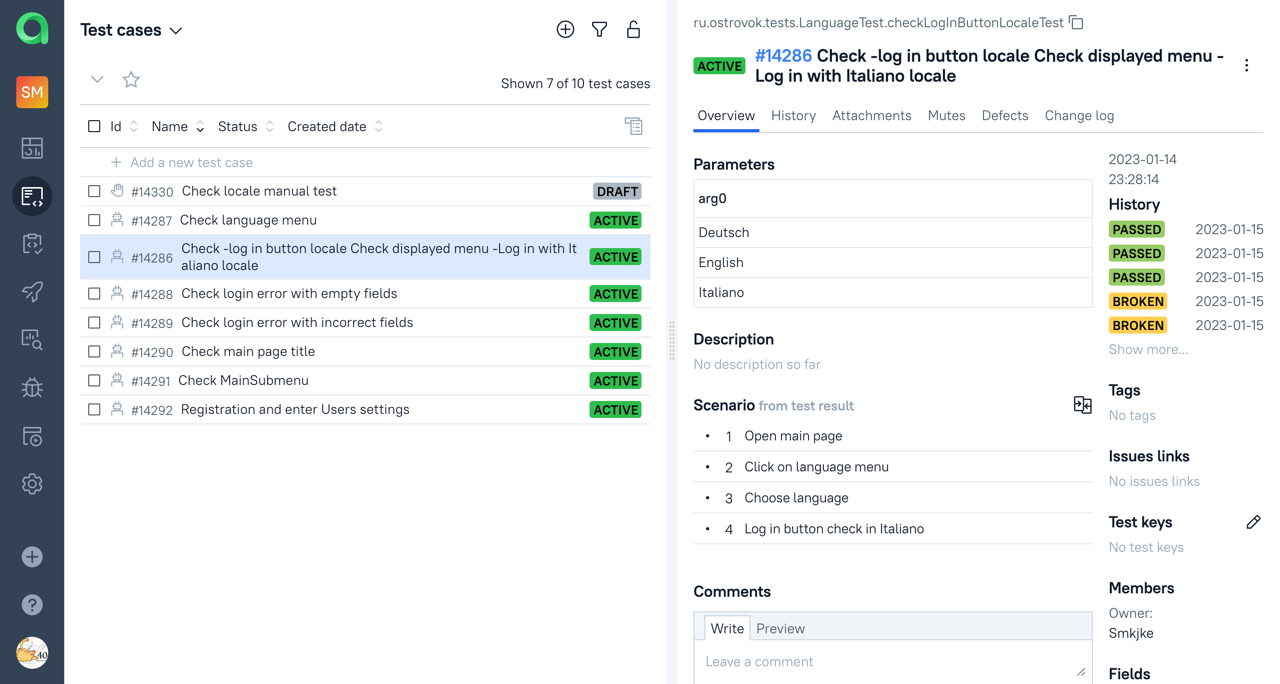 SM
40
Test cases
Shown 7 of 10 test cases
Id Name Status Created date
+ Add a new test case
#14330 Check locale manual test DRAFT
#14287 Check language menu ACTIVE
#14286 Check -log in button locale Check displayed menu -Log in with It
aliano locale ACTIVE
#14288 Check login error with empty fields ACTIVE
#14289 Check login error with incorrect fields ACTIVE
#14290 Check main page title ACTIVE
#14291 Check MainSubmenu ACTIVE
#14292 Registration and enter Users settings ACTIVE
ru.ostrovok.tests.LanguageTest.checkLogInButtonLocaleTest
ACTIVE #14286 Check -log in button locale Check displayed menu -
Log in with Italiano locale
Overview History Attachments Mutes Defects Change log
Parameters
arg0
Deutsch
English
Italiano
Description
No description so far
Scenario from test result
• 1 Open main page
• 2 Click on language menu
• 3 Choose language
• 4 Log in button check in Italiano
Comments
Write Preview
Leave a comment
2023-01-14
23:28:14
History
PASSED 2023-01-15
PASSED 2023-01-15
PASSED 2023-01-15
BROKEN 2023-01-15
BROKEN 2023-01-15
Show more...
Tags
No tags
Issues links
No issues links
Test keys
No test keys
Members
Owner:
Smkjke
Fields